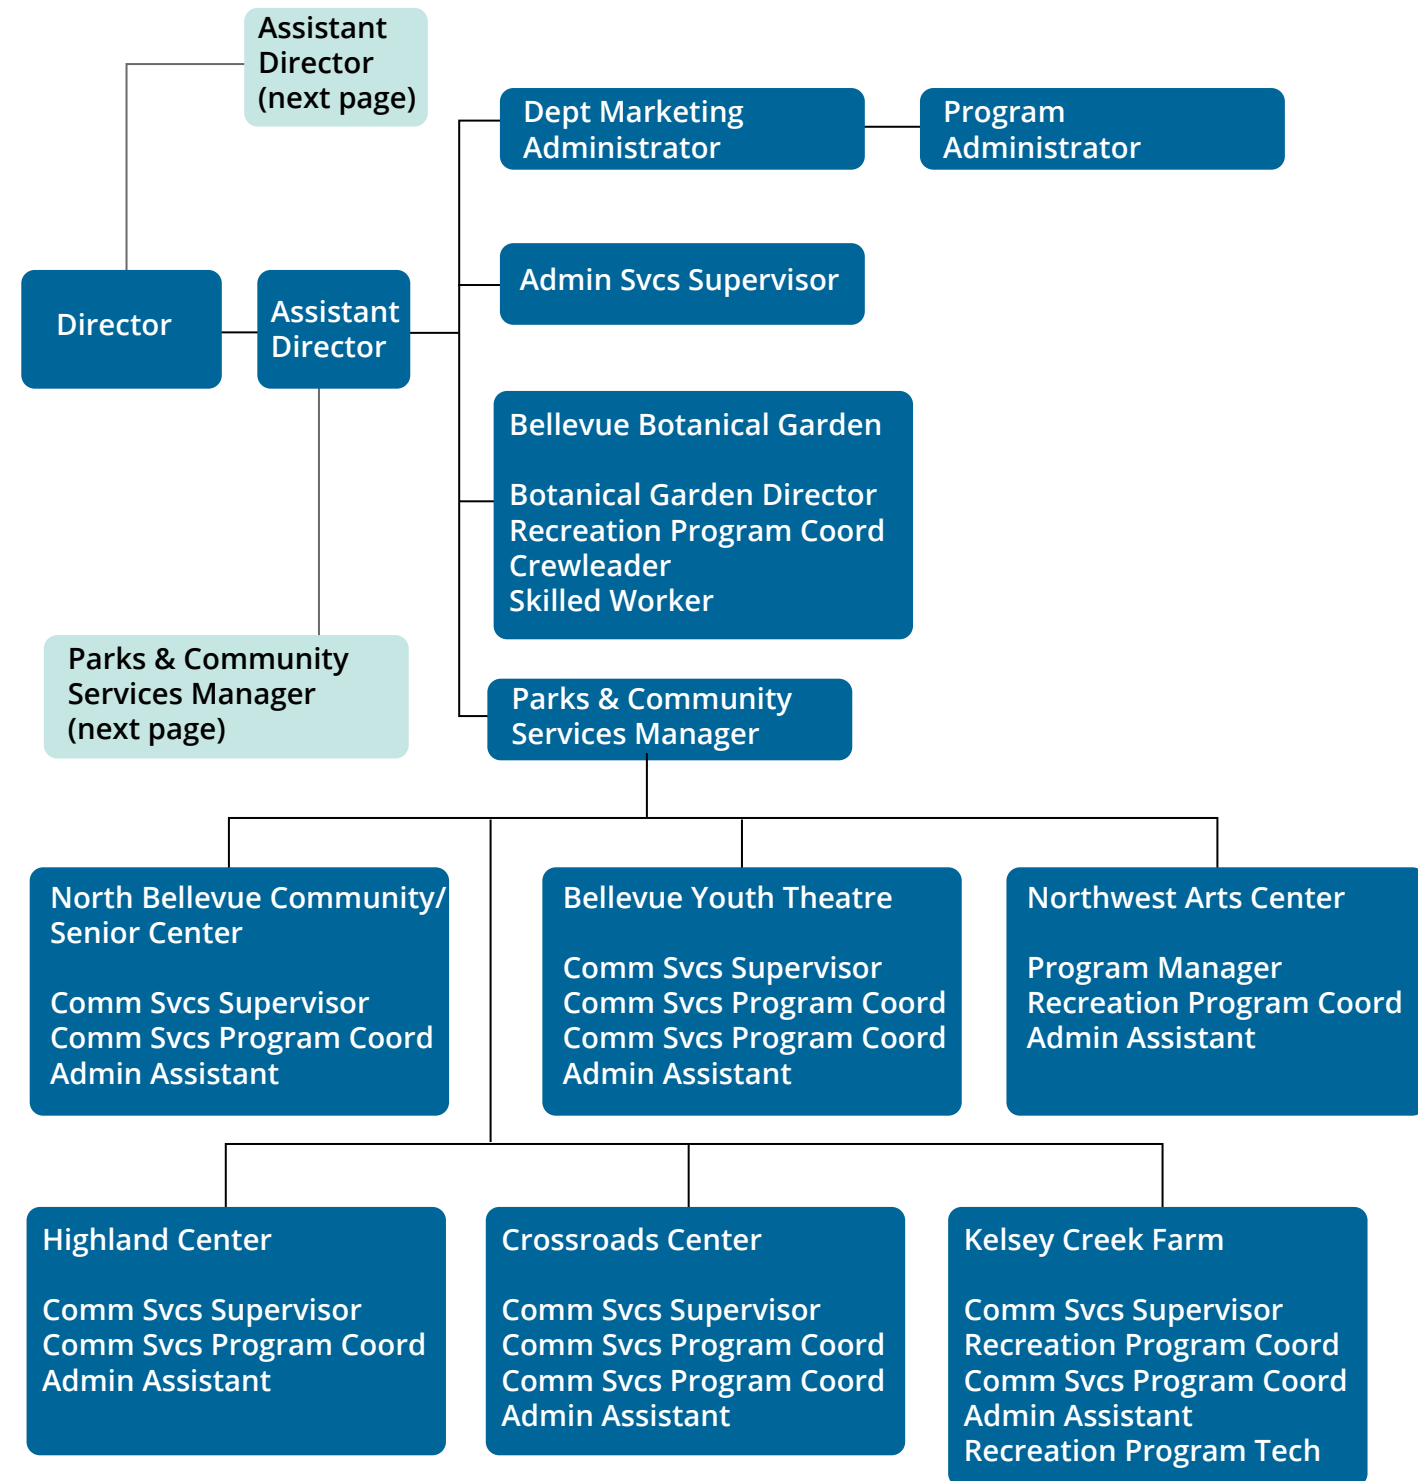 Assistant
Director
(next page)
Dept Marketing
Administrator
Program
Administrator
Admin Svcs Supervisor
Director
Assistant
Director
Bellevue Botanical Garden
Botanical Garden Director
Recreation Program Coord
Crewleader
Skilled Worker
Parks & Community
Services Manager
(next page)
Parks & Community
Services Manager
North Bellevue Community/
Senior Center
Comm Svcs Supervisor
Comm Svcs Program Coord
Admin Assistant
Bellevue Youth Theatre
Comm Svcs Supervisor
Comm Svcs Program Coord
Comm Svcs Program Coord
Admin Assistant
Northwest Arts Center
Program Manager
Recreation Program Coord
Admin Assistant
Highland Center
Comm Svcs Supervisor
Comm Svcs Program Coord
Admin Assistant
Crossroads Center
Comm Svcs Supervisor
Comm Svcs Program Coord
Comm Svcs Program Coord
Admin Assistant
Kelsey Creek Farm
Comm Svcs Supervisor
Recreation Program Coord
Comm Svcs Program Coord
Admin Assistant
Recreation Program Tech